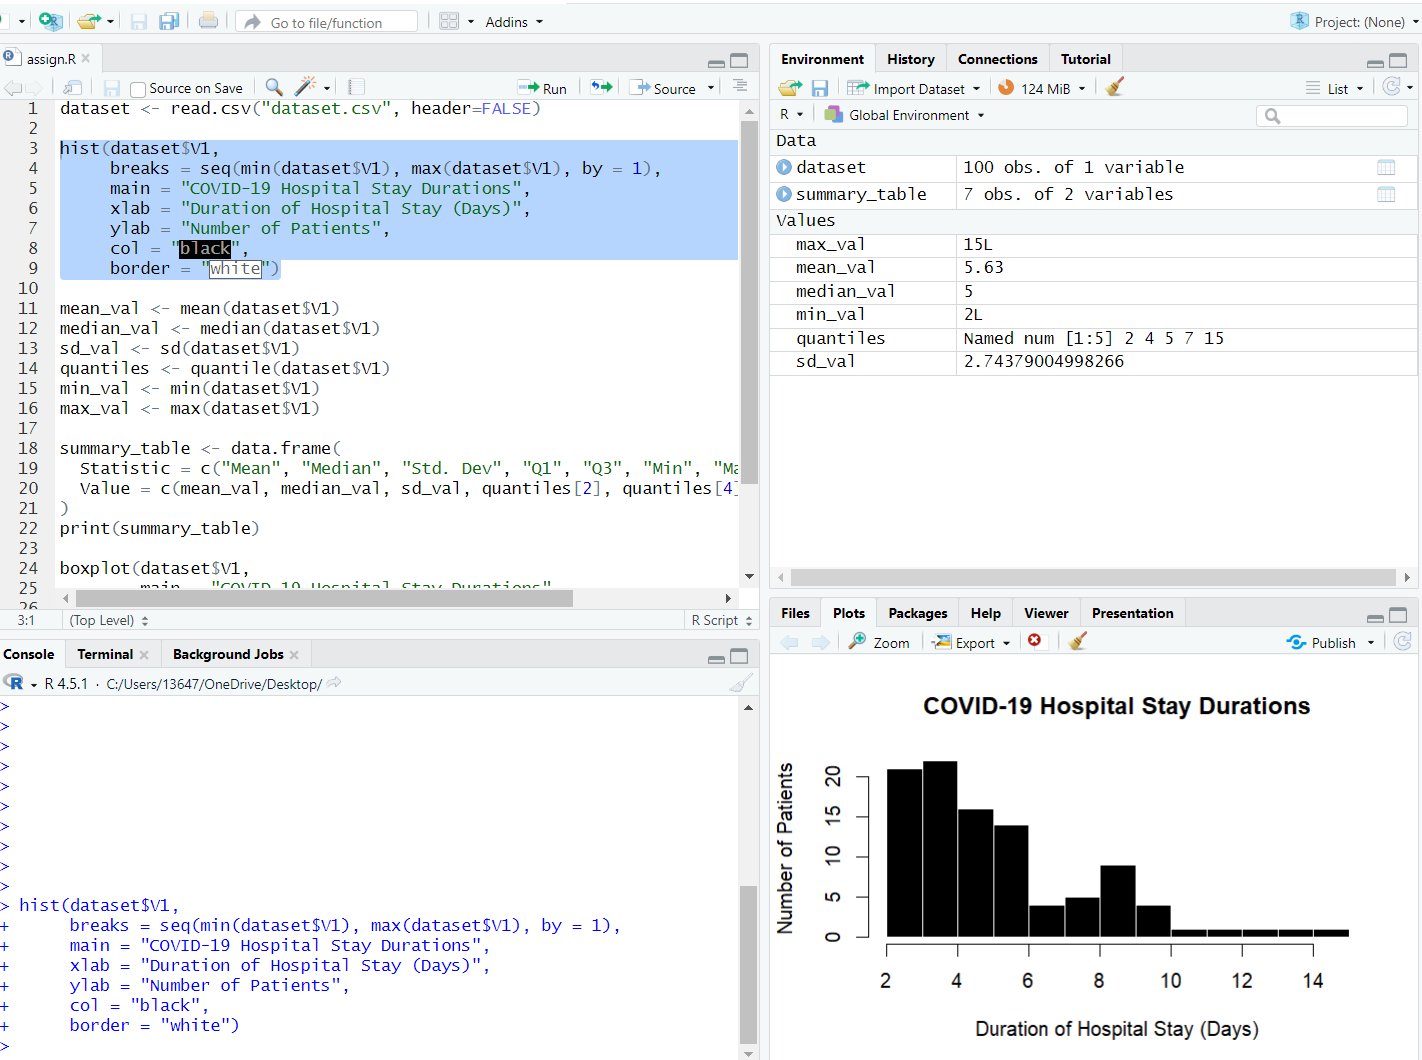 Go to file/function
Addins
Project: (None)
assign.R
Source on Save
Run
Source
1 dataset <- read.csv("dataset.csv", header=FALSE)
2
3 hist(dataset$V1,
4      breaks = seq(min(dataset$V1), max(dataset$V1), by = 1),
5      main = "COVID-19 Hospital Stay Durations",
6      xlab = "Duration of Hospital Stay (Days)",
7      ylab = "Number of Patients",
8      col = "black",
9      border = "white")
10
11 mean_val <- mean(dataset$V1)
12 median_val <- median(dataset$V1)
13 sd_val <- sd(dataset$V1)
14 quantiles <- quantile(dataset$V1)
15 min_val <- min(dataset$V1)
16 max_val <- max(dataset$V1)
17
18 summary_table <- data.frame(
19   Statistic = c("Mean", "Median", "Std. Dev", "Q1", "Q3", "Min", "Ma
20   Value = c(mean_val, median_val, sd_val, quantiles[2], quantiles[4]
21 )
22 print(summary_table)
23
24 boxplot(dataset$V1,
25         main = "COVID-19 Hospital Stay Durations"
26
3:1 (Top Level) R Script
Console Terminal Background Jobs
R 4.5.1 · C:/Users/13647/OneDrive/Desktop/
>
>
>
>
>
>
>
>
>
>
> hist(dataset$V1,
+      breaks = seq(min(dataset$V1), max(dataset$V1), by = 1),
+      main = "COVID-19 Hospital Stay Durations",
+      xlab = "Duration of Hospital Stay (Days)",
+      ylab = "Number of Patients",
+      col = "black",
+      border = "white")
>
Environment History Connections Tutorial
Import Dataset 124 MiB List
R Global Environment
Data
dataset 100 obs. of 1 variable
summary_table 7 obs. of 2 variables
Values
max_val 15L
mean_val 5.63
median_val 5
min_val 2L
quantiles Named num [1:5] 2 4 5 7 15
sd_val 2.74379004998266
Files Plots Packages Help Viewer Presentation
Zoom Export Publish
COVID-19 Hospital Stay Durations
Number of Patients
20
15
10
5
0
2 4 6 8 10 12 14
Duration of Hospital Stay (Days)